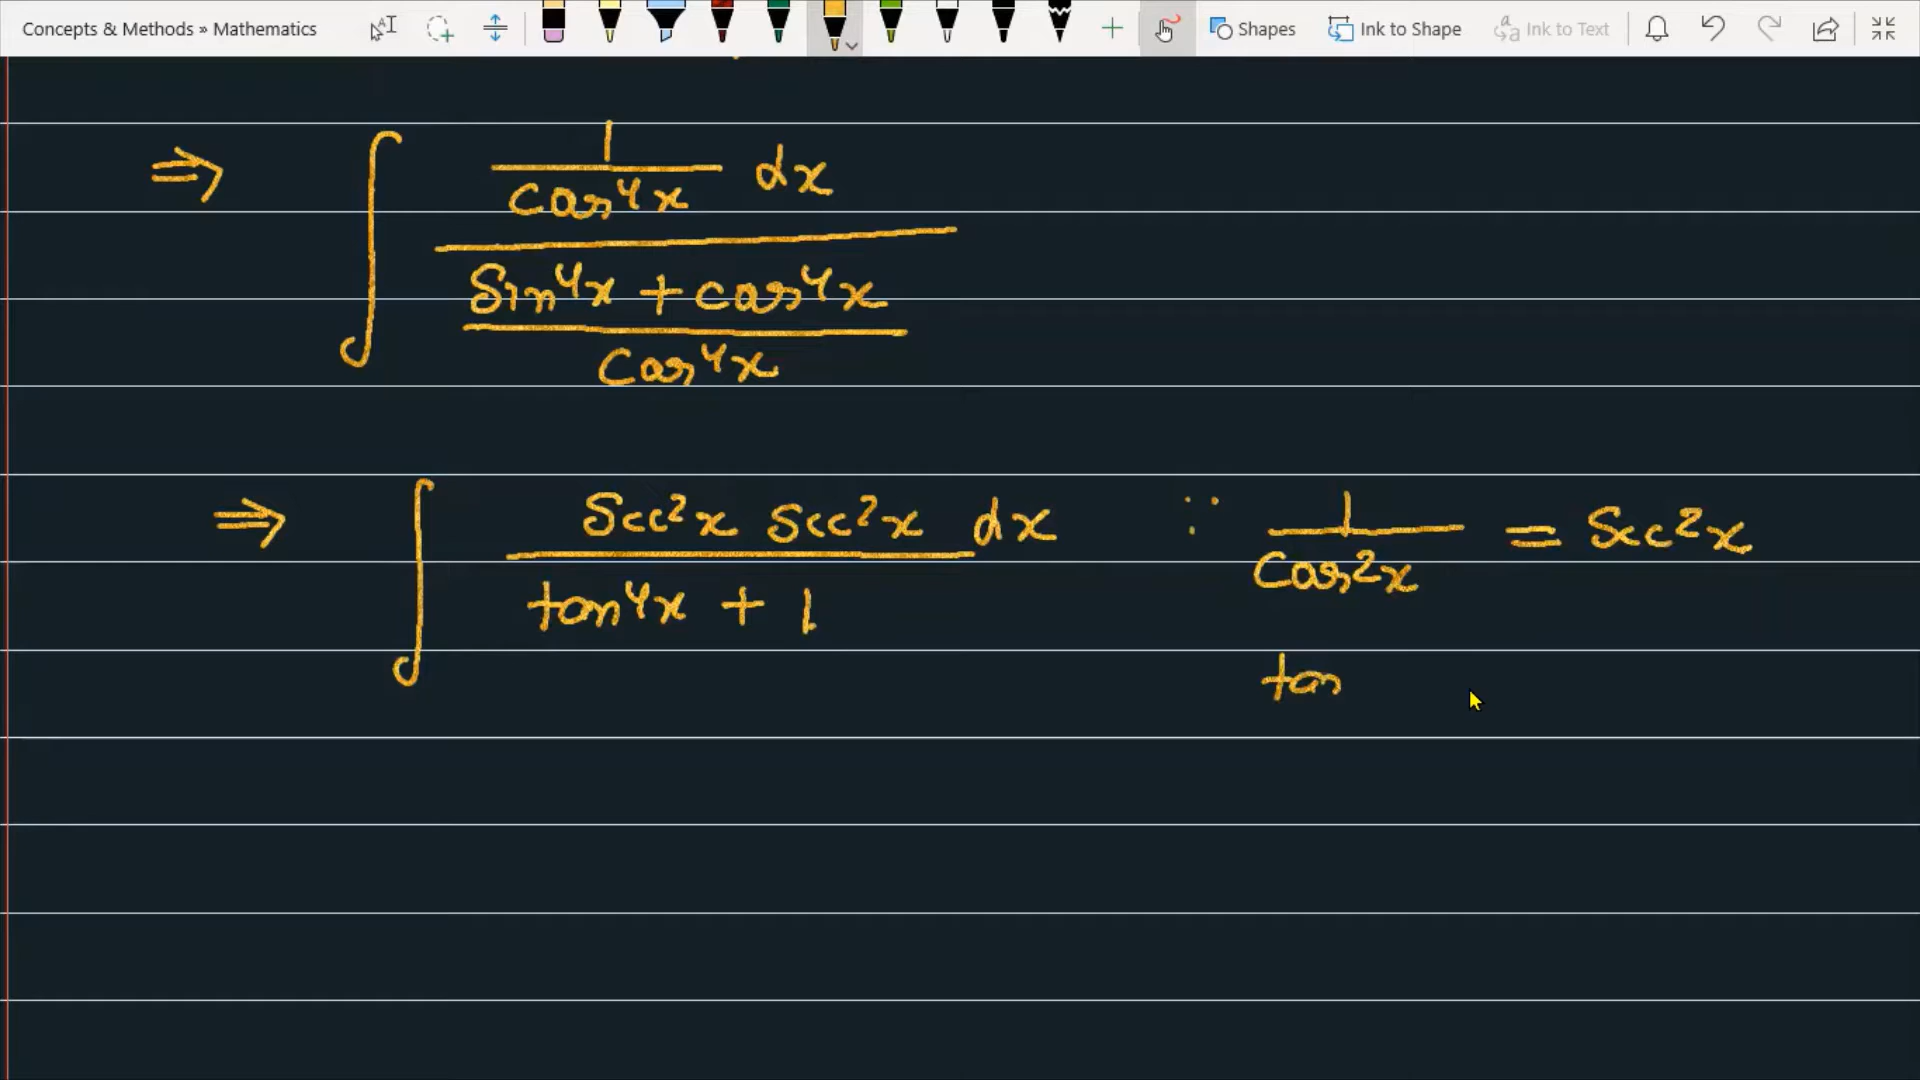 Concepts & Methods » Mathematics
Shapes
Ink to Shape
Ink to Text
⇒ ∫ 1/cos⁴x dx / (sin⁴x + cos⁴x)/cos⁴x
⇒ ∫ sec²x sec²x dx / tan⁴x + 1 ∵ 1/cos²x = sec²x
tan